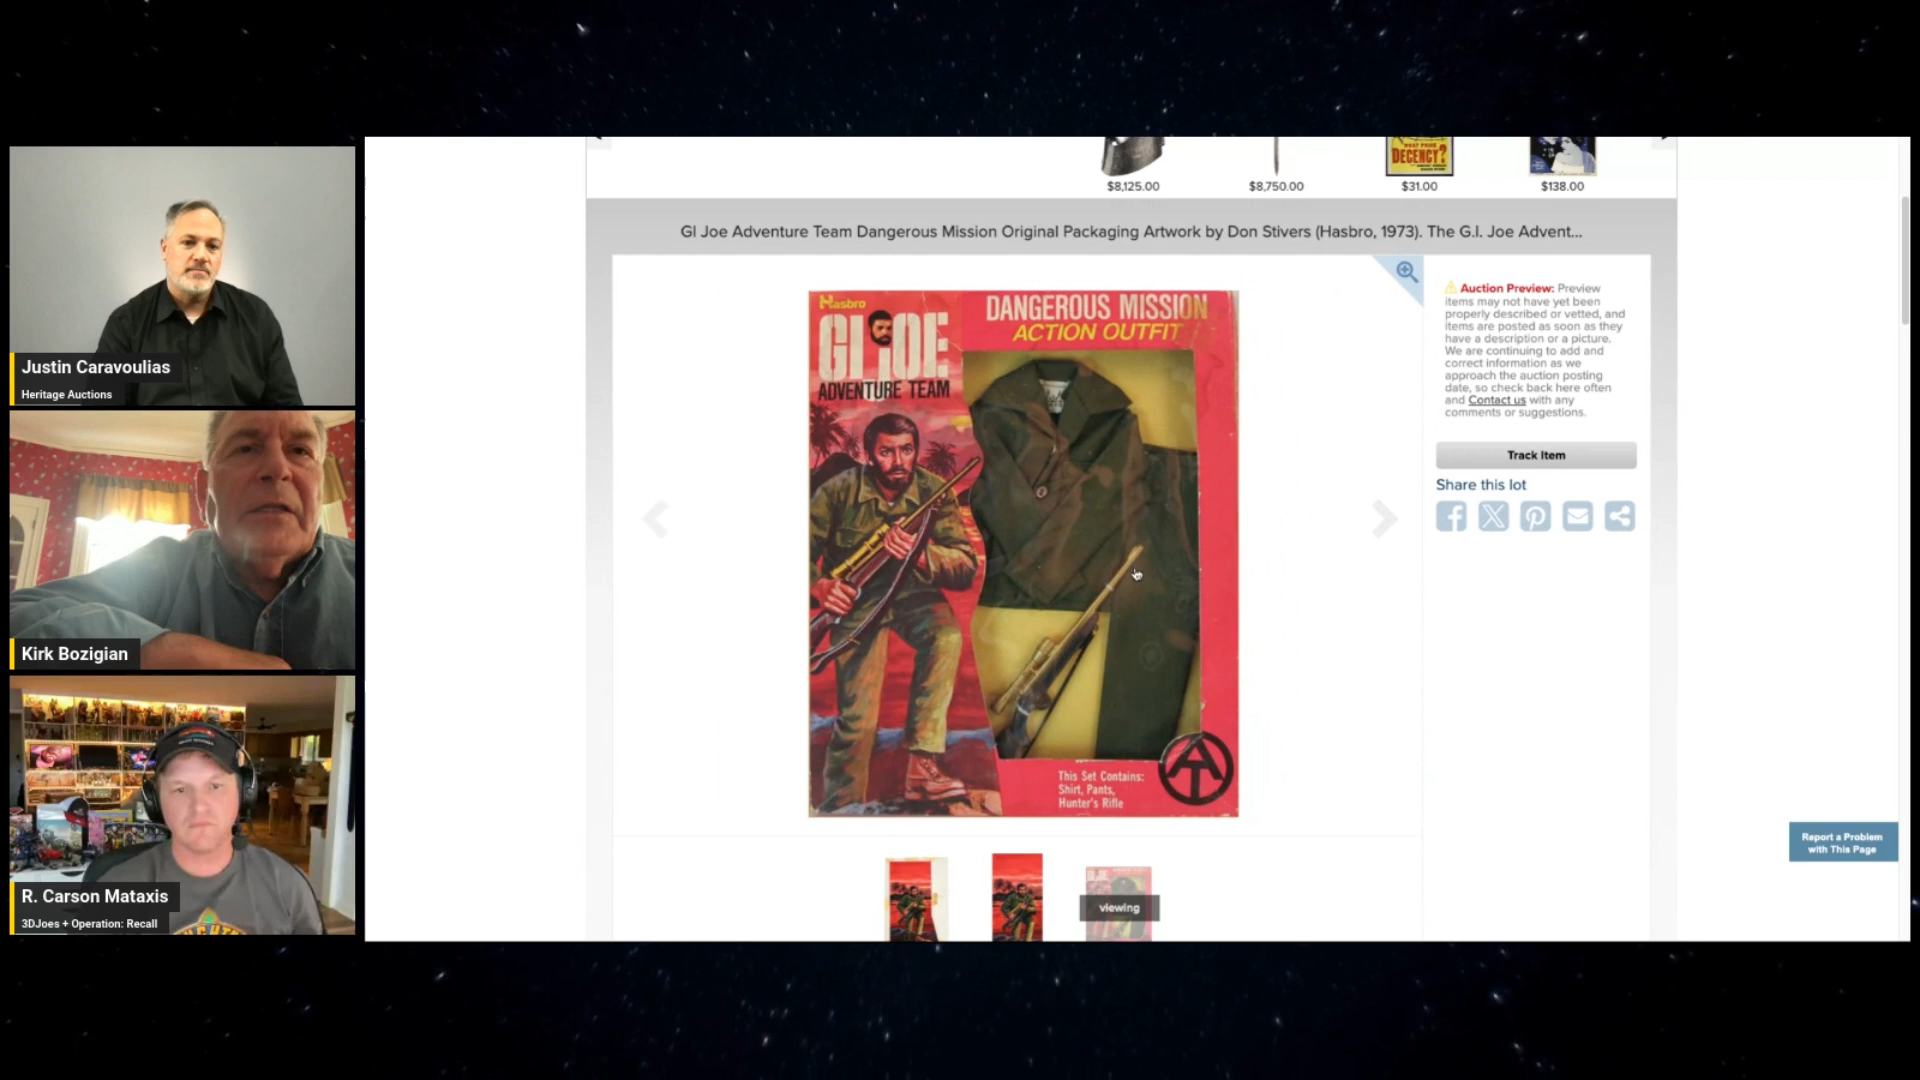 Justin Caravoulias
Heritage Auctions
Kirk Bozigian
R. Carson Mataxis
3DJoes + Operation: Recall
WHAT PRICE
DECENCY?
$8,125.00
$8,750.00
$31.00
$138.00
GI Joe Adventure Team Dangerous Mission Original Packaging Artwork by Don Stivers (Hasbro, 1973). The G.I. Joe Advent...
Hasbro
GI JOE
ADVENTURE TEAM
DANGEROUS MISSION
ACTION OUTFIT
This Set Contains:
Shirt, Pants,
Hunter's Rifle
AT
Auction Preview: Preview
items may not have yet been
properly described or vetted, and
items are posted as soon as they
have a description or a picture.
We are continuing to add and
correct information as we
approach the auction posting
date, so check back here often
and Contact us with any
comments or suggestions.
Track Item
Share this lot
viewing
Report a Problem
with This Page